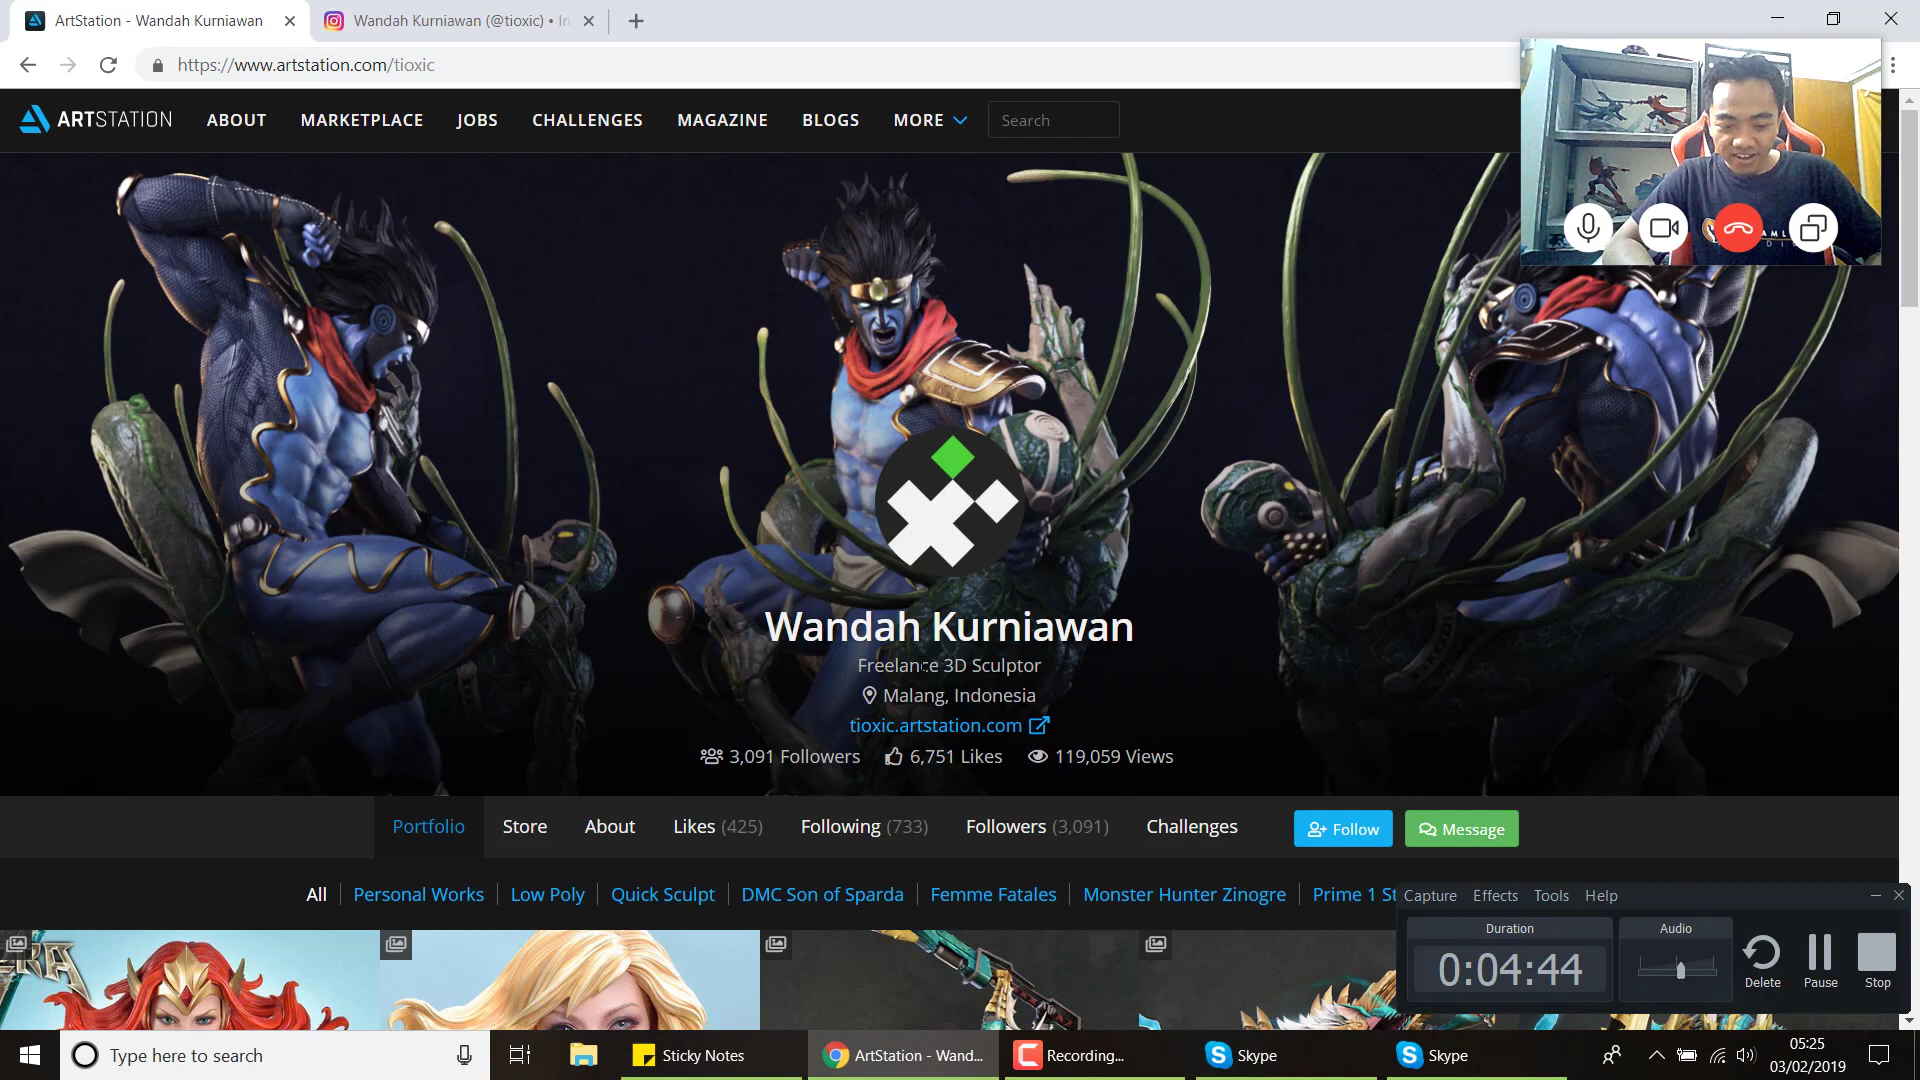 ArtStation - Wandah Kurniawan
Wandah Kurniawan (@tioxic) • In
https://www.artstation.com/tioxic
ARTSTATION ABOUT MARKETPLACE JOBS CHALLENGES MAGAZINE BLOGS MORE Search
Wandah Kurniawan
Freelance 3D Sculptor
Malang, Indonesia
tioxic.artstation.com
3,091 Followers 6,751 Likes 119,059 Views
Portfolio Store About Likes (425) Following (733) Followers (3,091) Challenges Follow Message
All Personal Works Low Poly Quick Sculpt DMC Son of Sparda Femme Fatales Monster Hunter Zinogre Prime 1 St
Capture Effects Tools Help
Duration Audio
0:04:44
Delete Pause Stop
Type here to search Sticky Notes ArtStation - Wand... Recording... Skype Skype
05:25
03/02/2019